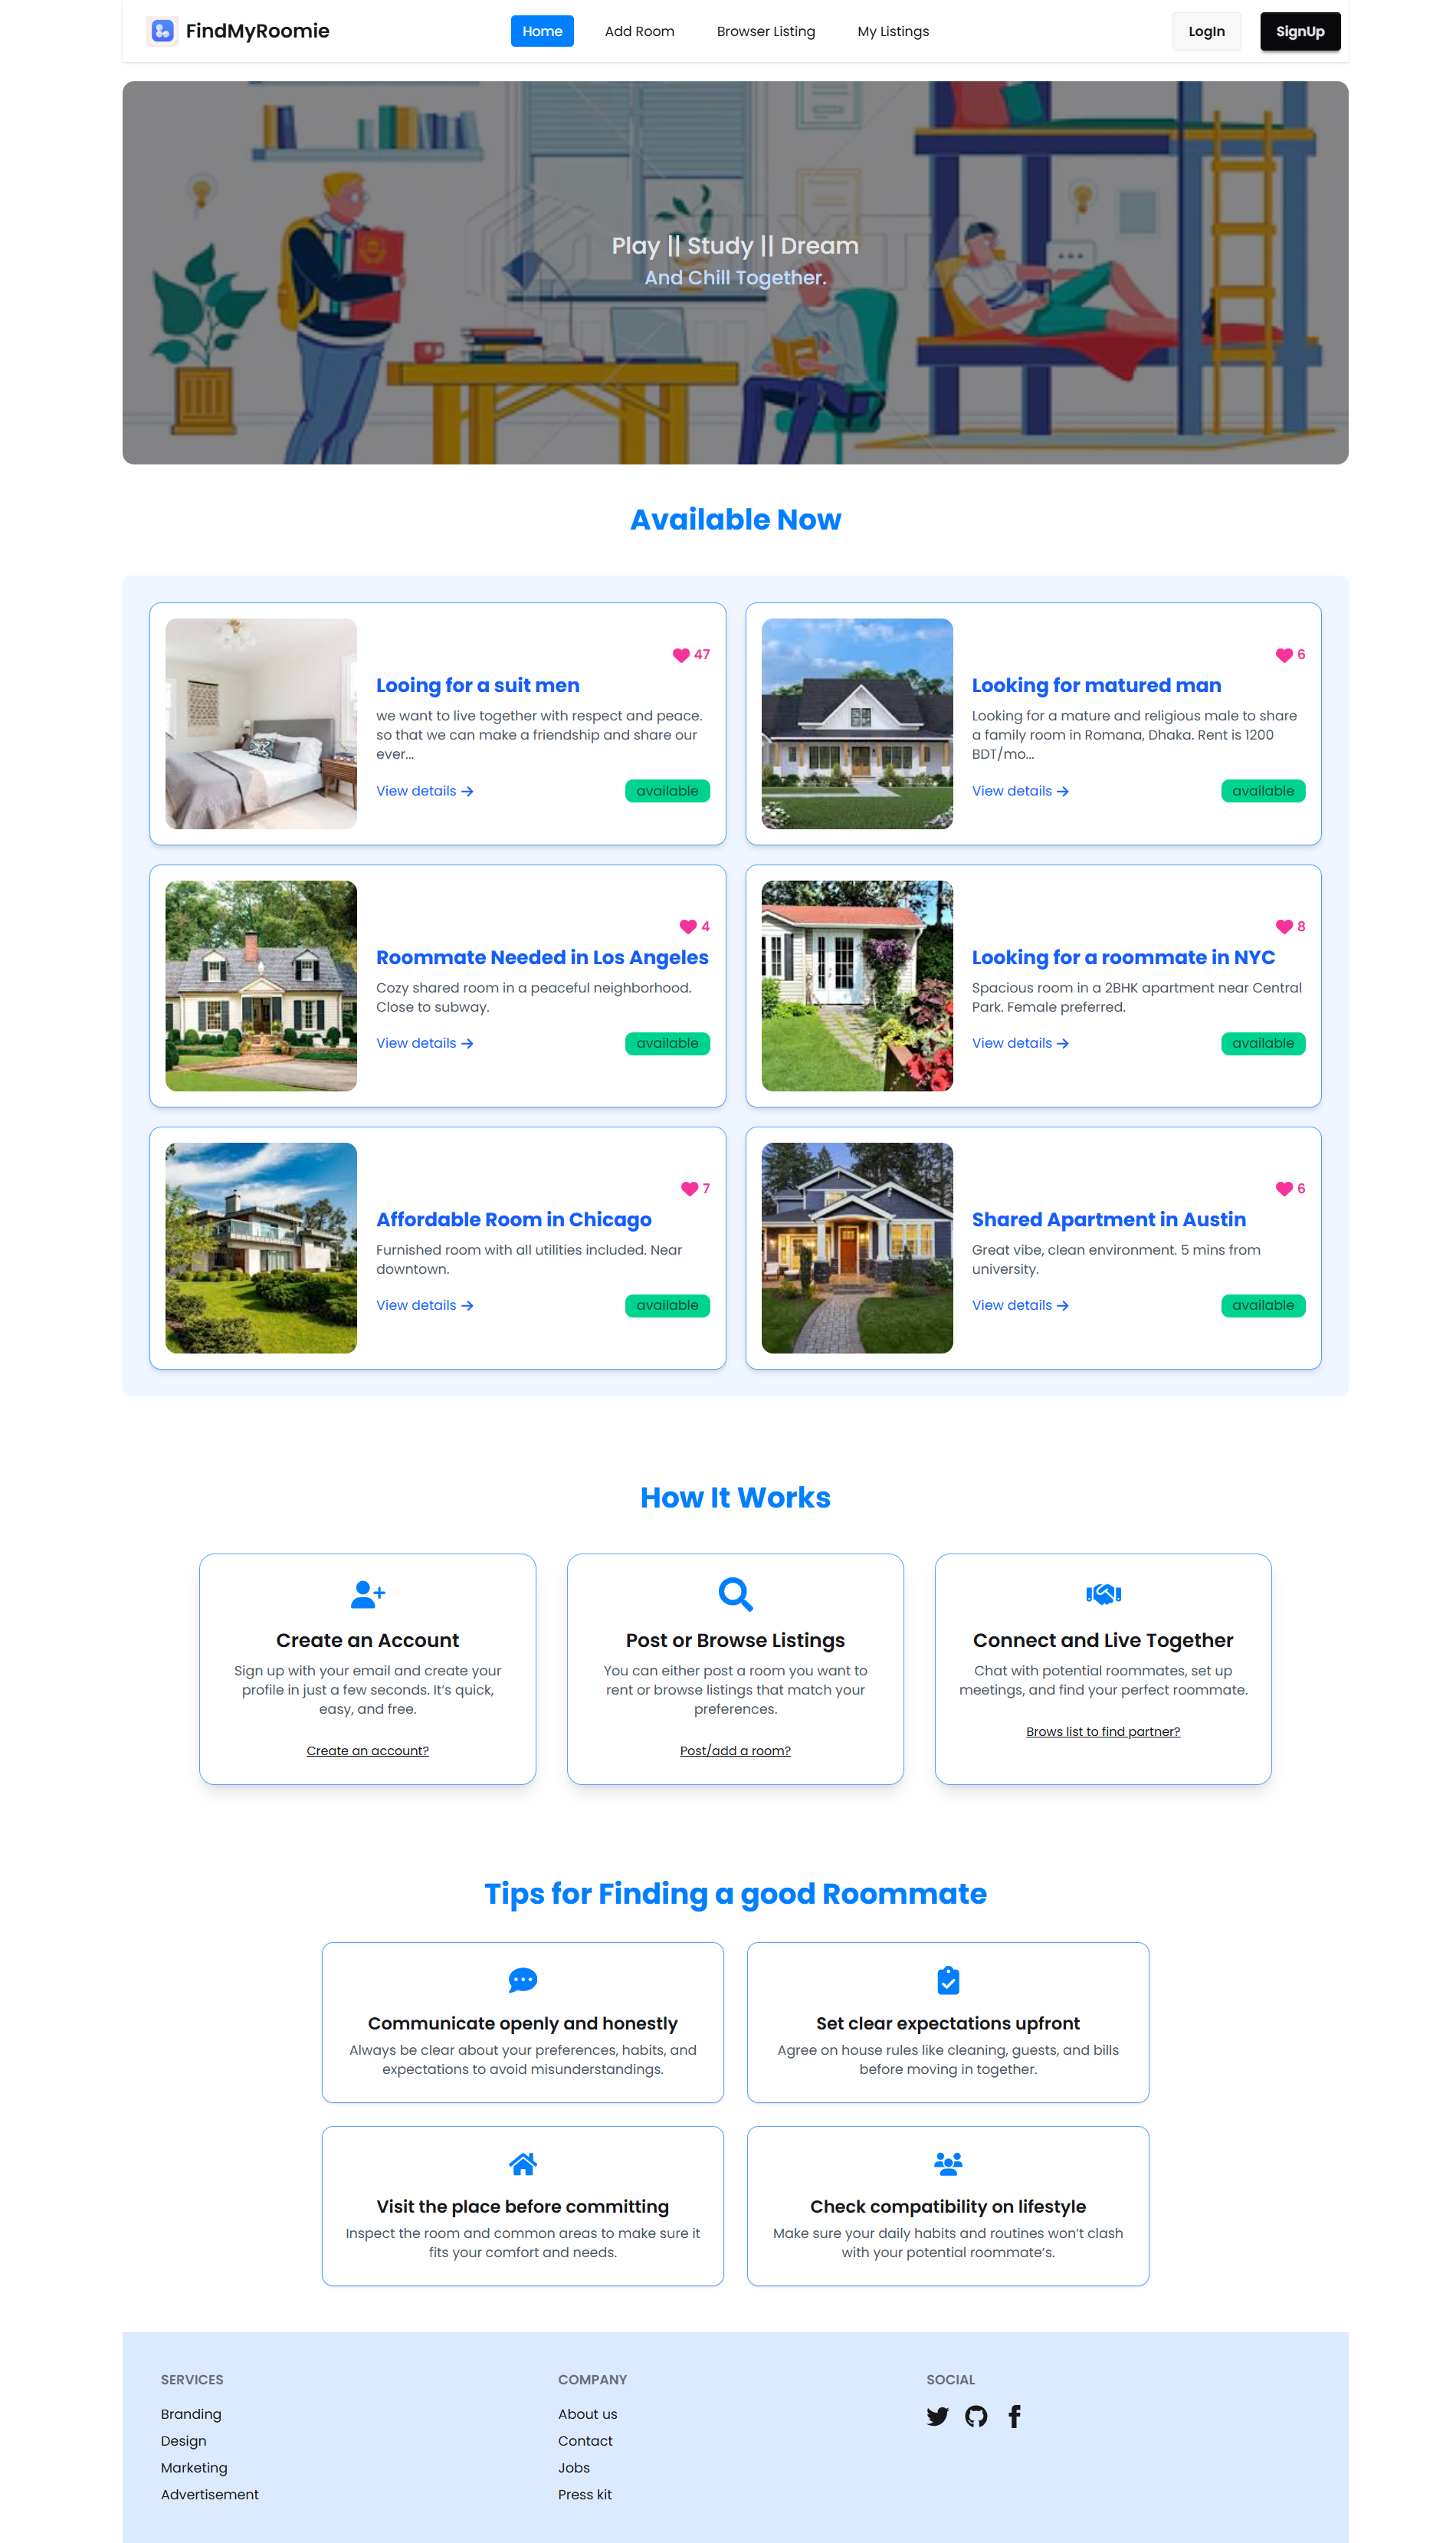 FindMyRoomie
Home
Add Room
Browser Listing
My Listings
LogIn
SignUp
Play || Study || Dream
And Chill Together.
Available Now
47
Looing for a suit men
we want to live together with respect and peace.
so that we can make a friendship and share our
ever...
View details
available
6
Looking for matured man
Looking for a mature and religious male to share
a family room in Romana, Dhaka. Rent is 1200
BDT/mo...
View details
available
4
Roommate Needed in Los Angeles
Cozy shared room in a peaceful neighborhood.
Close to subway.
View details
available
8
Looking for a roommate in NYC
Spacious room in a 2BHK apartment near Central
Park. Female preferred.
View details
available
7
Affordable Room in Chicago
Furnished room with all utilities included. Near
downtown.
View details
available
6
Shared Apartment in Austin
Great vibe, clean environment. 5 mins from
university.
View details
available
How It Works
Create an Account
Sign up with your email and create your
profile in just a few seconds. It’s quick,
easy, and free.
Create an account?
Post or Browse Listings
You can either post a room you want to
rent or browse listings that match your
preferences.
Post/add a room?
Connect and Live Together
Chat with potential roommates, set up
meetings, and find your perfect roommate.
Brows list to find partner?
Tips for Finding a good Roommate
Communicate openly and honestly
Always be clear about your preferences, habits, and
expectations to avoid misunderstandings.
Set clear expectations upfront
Agree on house rules like cleaning, guests, and bills
before moving in together.
Visit the place before committing
Inspect the room and common areas to make sure it
fits your comfort and needs.
Check compatibility on lifestyle
Make sure your daily habits and routines won’t clash
with your potential roommate’s.
SERVICES
Branding
Design
Marketing
Advertisement
COMPANY
About us
Contact
Jobs
Press kit
SOCIAL